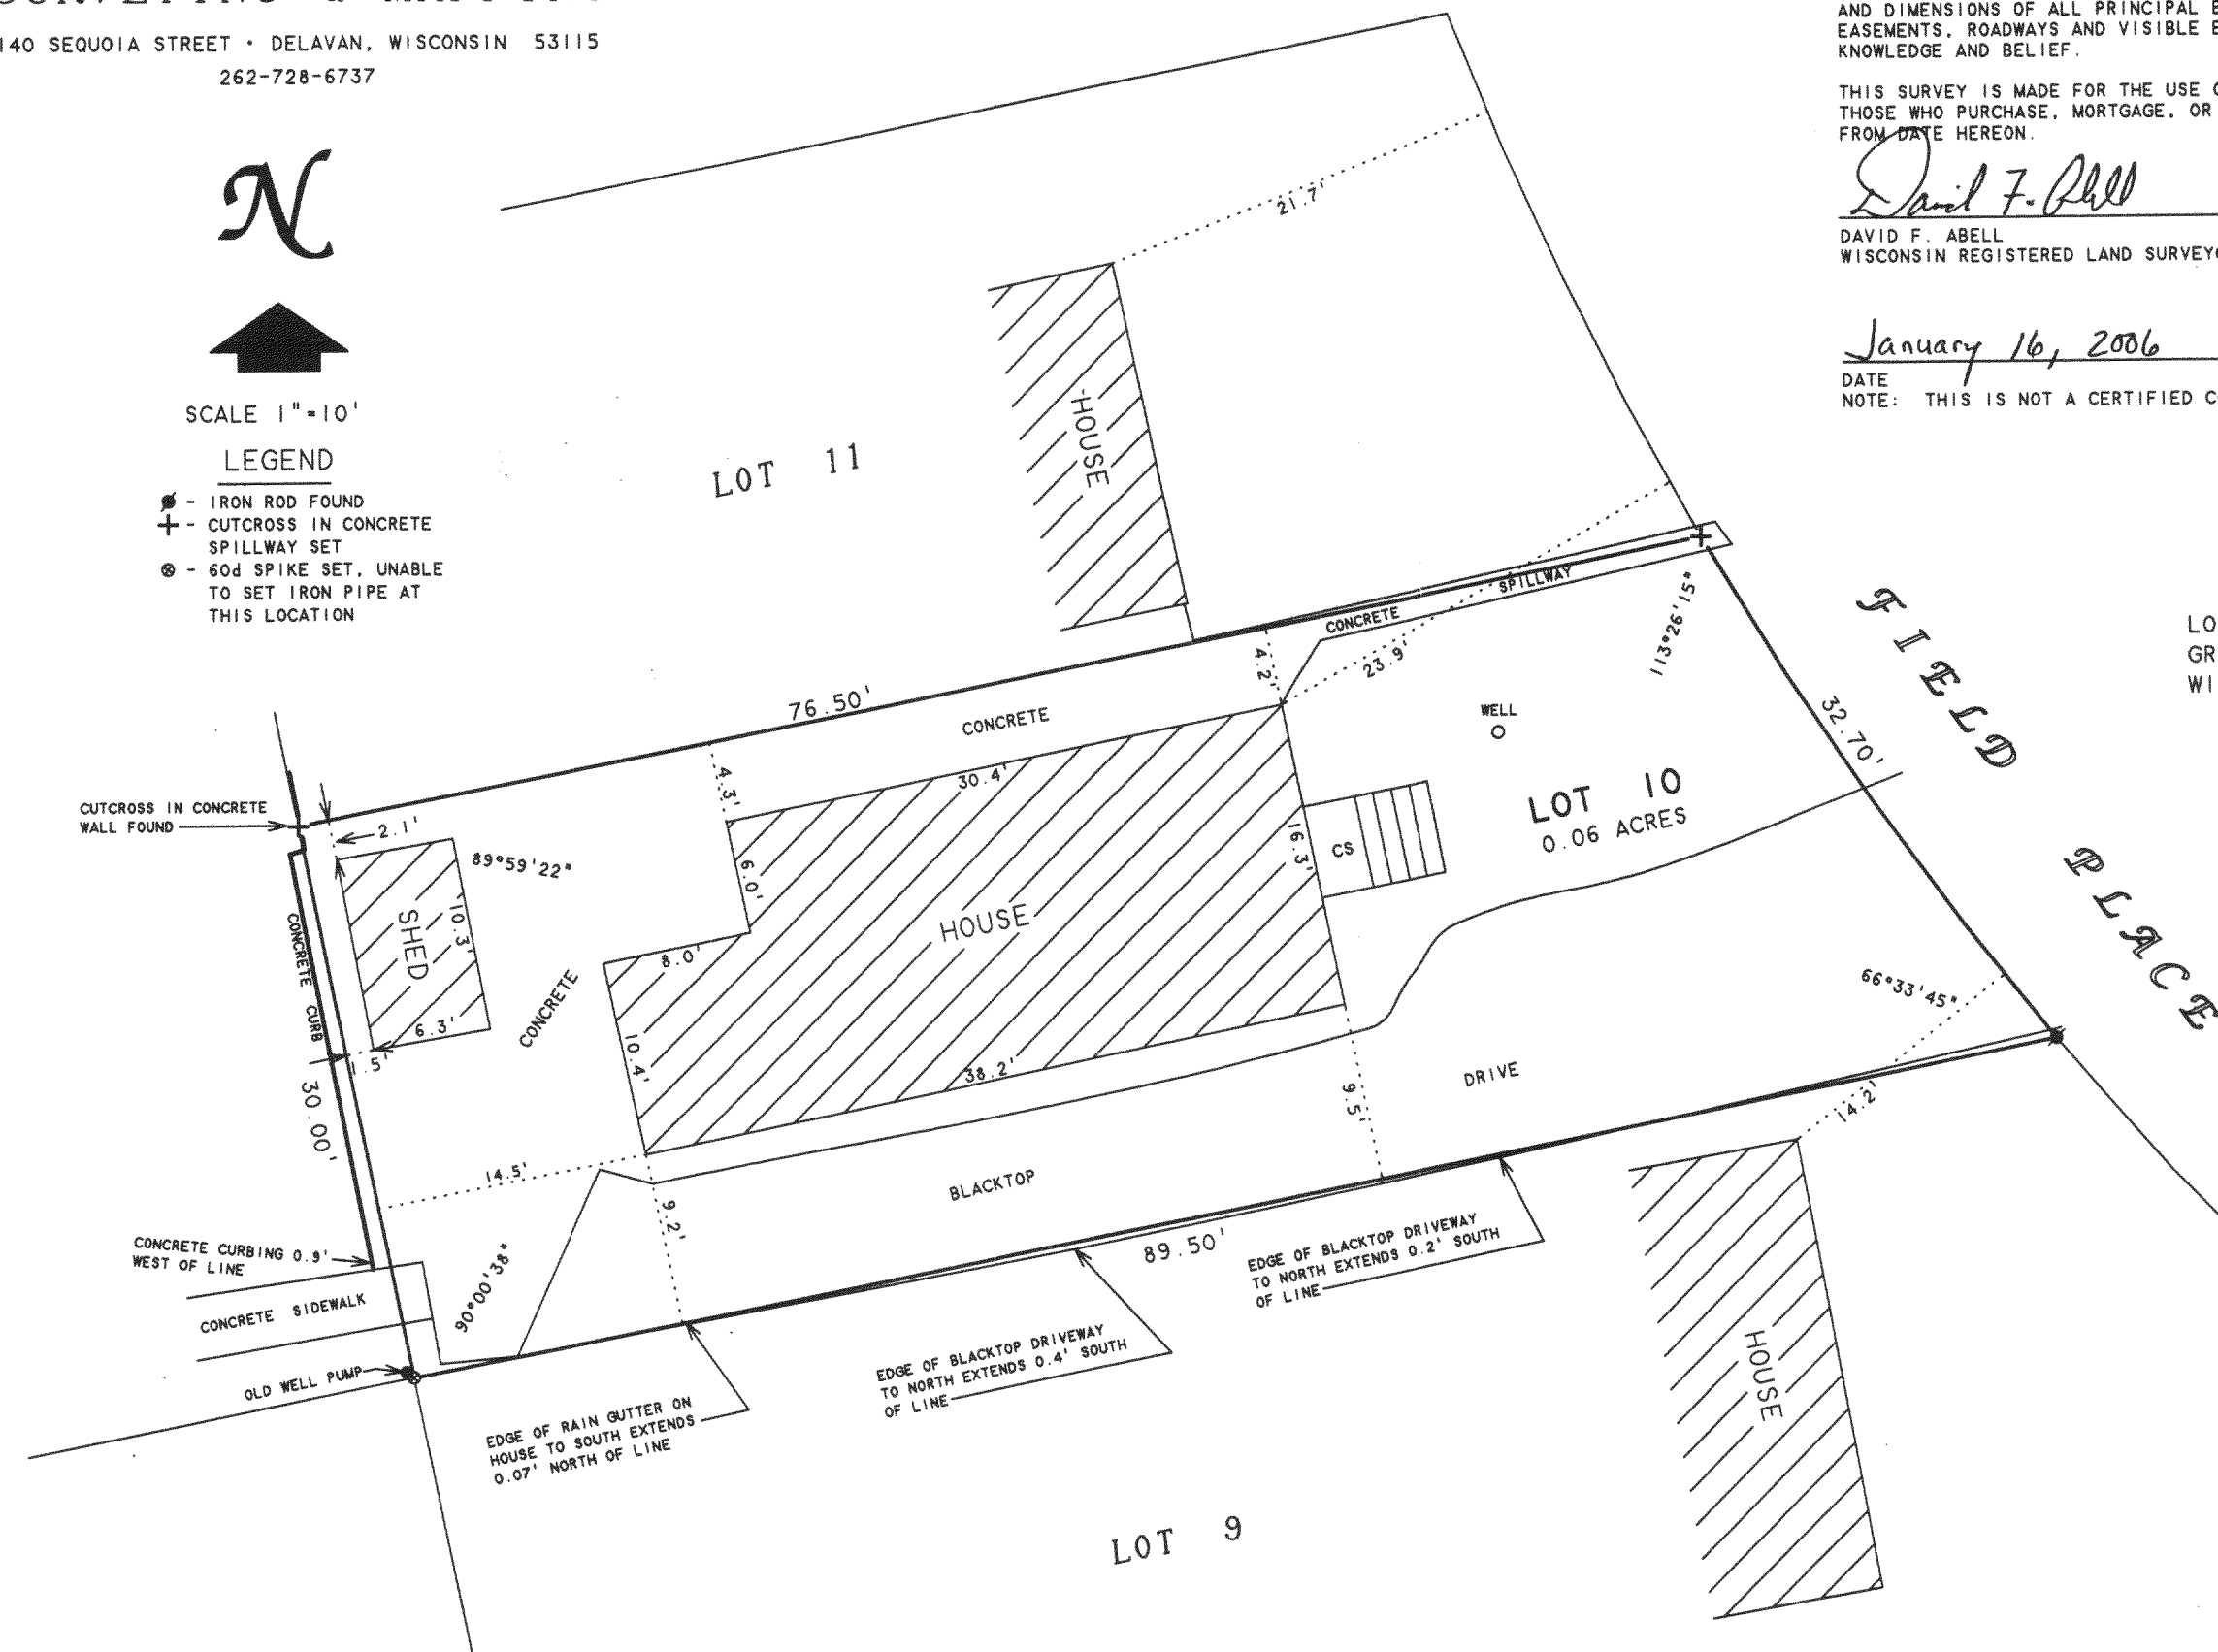 140 SEQUOIA STREET • DELAVAN, WISCONSIN 53115
262-728-6737
N
SCALE 1"=10'
LEGEND
- IRON ROD FOUND
- CUTCROSS IN CONCRETE
SPILLWAY SET
- 60d SPIKE SET, UNABLE
TO SET IRON PIPE AT
THIS LOCATION
AND DIMENSIONS OF ALL PRINCIPAL
EASEMENTS, ROADWAYS AND VISIBLE
KNOWLEDGE AND BELIEF.
THIS SURVEY IS MADE FOR THE USE
THOSE WHO PURCHASE, MORTGAGE, OR
FROM DATE HEREON.
David F. Abell
DAVID F. ABELL
WISCONSIN REGISTERED LAND
January 16, 2006
DATE
NOTE: THIS IS NOT A CERTIFIED
21.7'
HOUSE
LOT 11
CONCRETE SPILLWAY
113°26'15"
4.2'
23.9'
76.50'
CONCRETE
WELL
32.70'
FIELD PLACE
LOT 10
0.06 ACRES
CUTCROSS IN CONCRETE
WALL FOUND
2.1'
89°59'22"
4.3'
30.4'
6.0'
16.3'
CS
SHED
10.3'
6.3'
CONCRETE CURB
1.5'
30.00'
CONCRETE
8.0'
HOUSE
10.4'
38.2'
66°33'45"
DRIVE
9.5'
14.2'
14.5'
9.2'
BLACKTOP
CONCRETE CURBING 0.9'
WEST OF LINE
CONCRETE SIDEWALK
90°00'38"
OLD WELL PUMP
89.50'
EDGE OF BLACKTOP DRIVEWAY
TO NORTH EXTENDS 0.2' SOUTH
OF LINE
EDGE OF BLACKTOP DRIVEWAY
TO NORTH EXTENDS 0.4' SOUTH
OF LINE
EDGE OF RAIN GUTTER ON
HOUSE TO SOUTH EXTENDS
0.07' NORTH OF LINE
HOUSE
LOT 9
LO
GR
WI